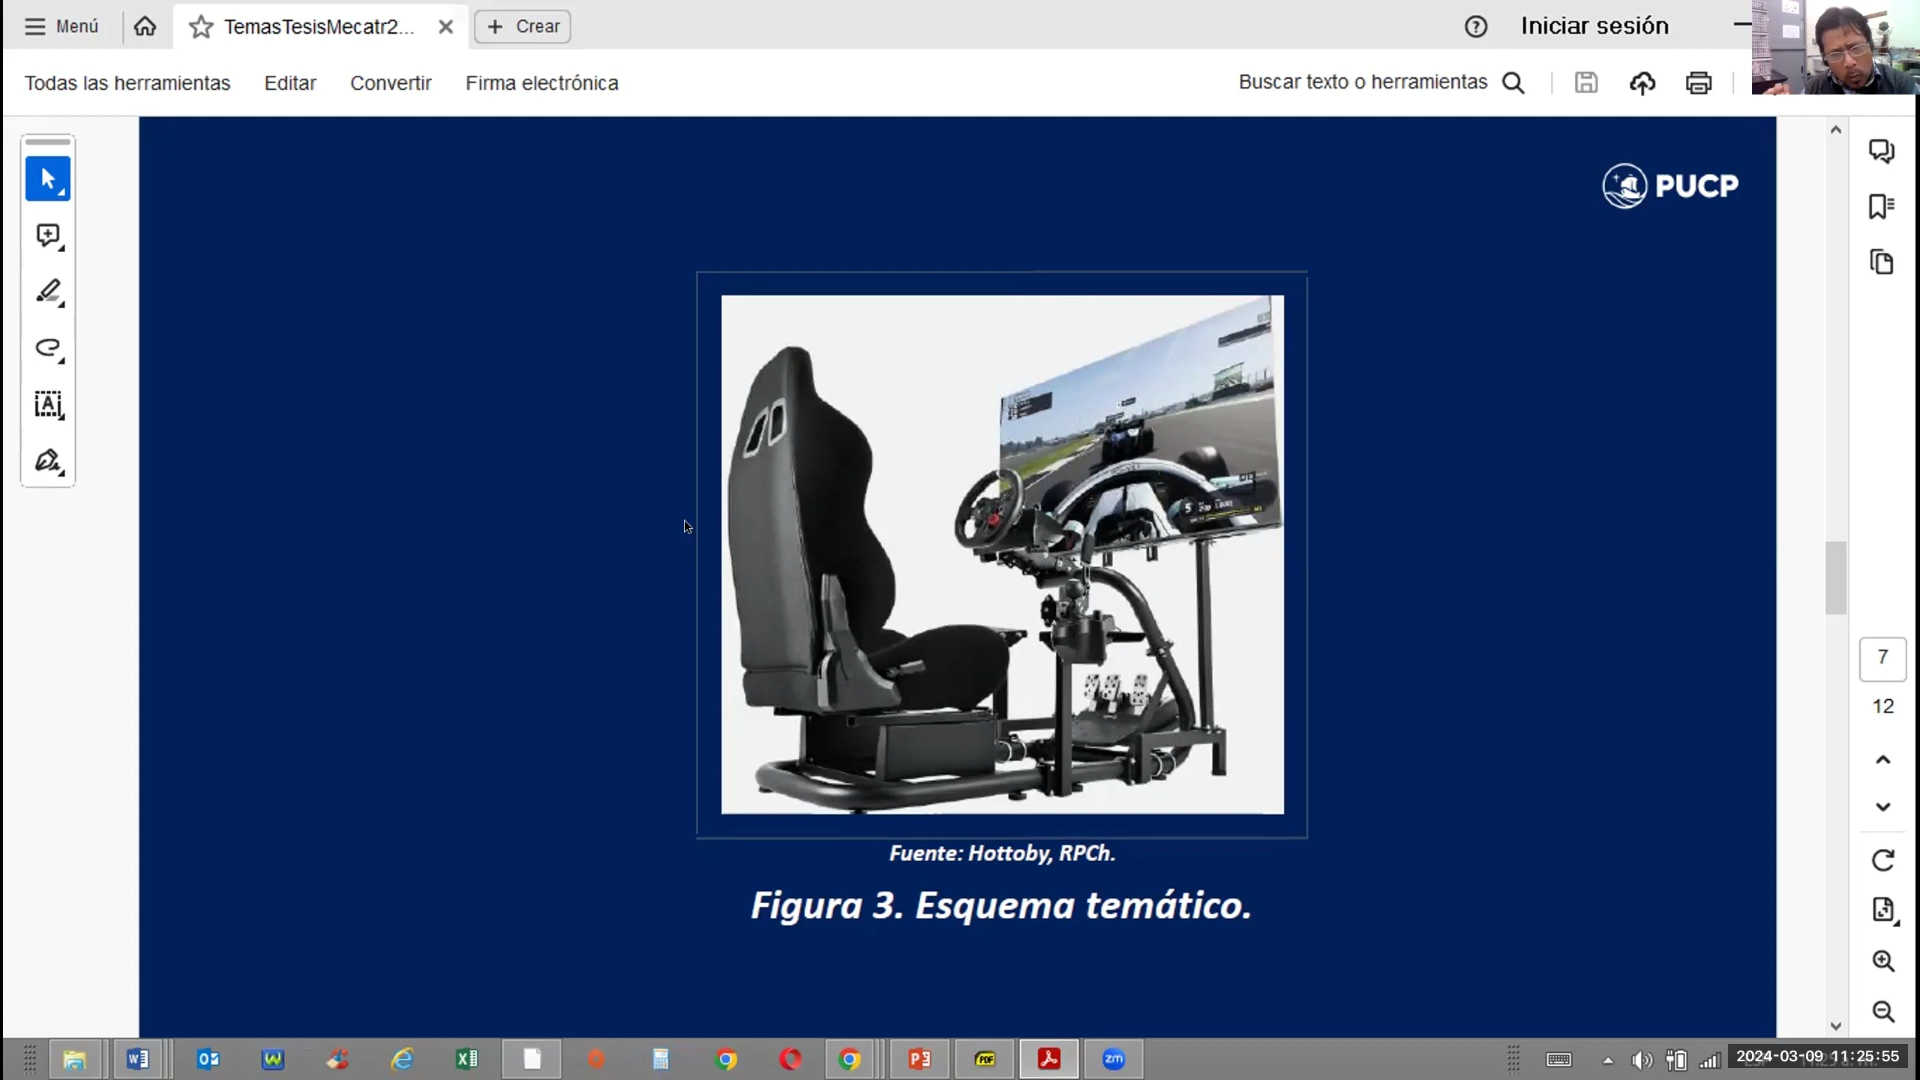 Menú
TemasTesisMecatr2...
Crear
Iniciar sesión
Todas las herramientas
Editar
Convertir
Firma electrónica
Buscar texto o herramientas
PUCP
Fuente: Hottoby, RPCh.
Figura 3. Esquema temático.
7
12
2024-03-09 11:25:55